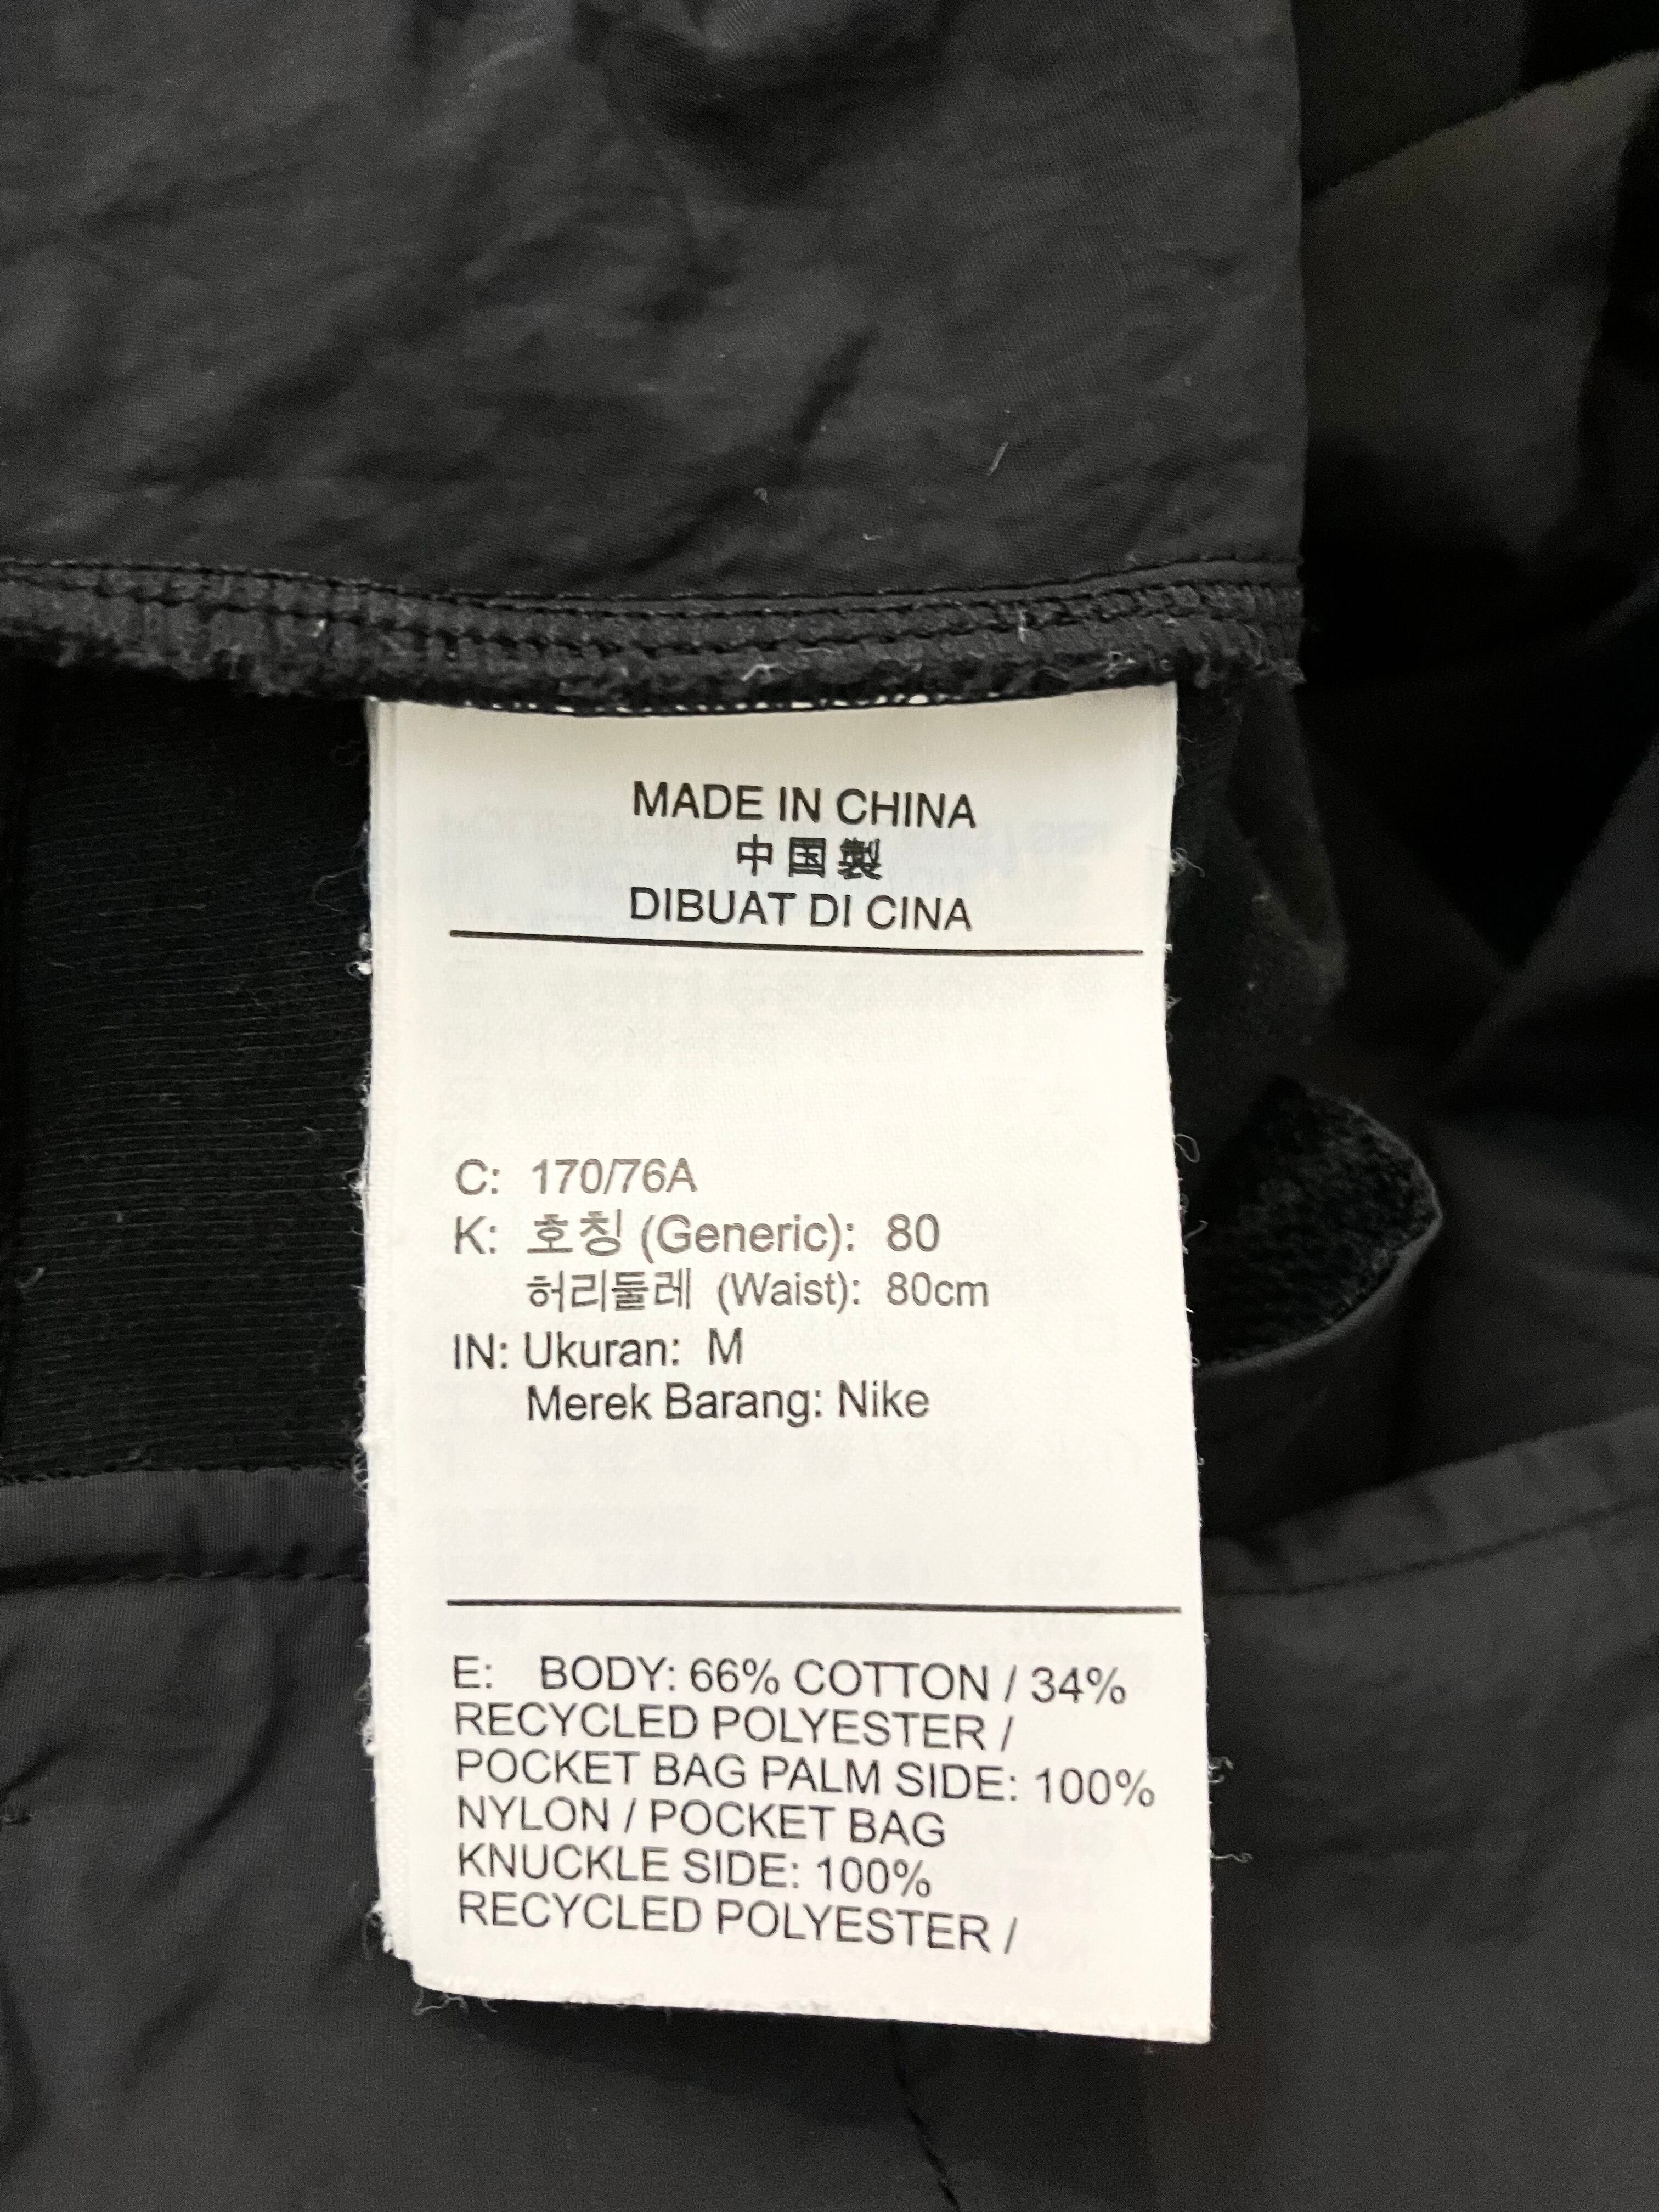 MADE IN CHINA
中国製
DIBUAT DI CINA
C: 170/76A
K: 호칭 (Generic): 80
허리둘레 (Waist): 80cm
IN: Ukuran: M
Merek Barang: Nike
E: BODY: 66% COTTON / 34%
RECYCLED POLYESTER /
POCKET BAG PALM SIDE: 100%
NYLON / POCKET BAG
KNUCKLE SIDE: 100%
RECYCLED POLYESTER /